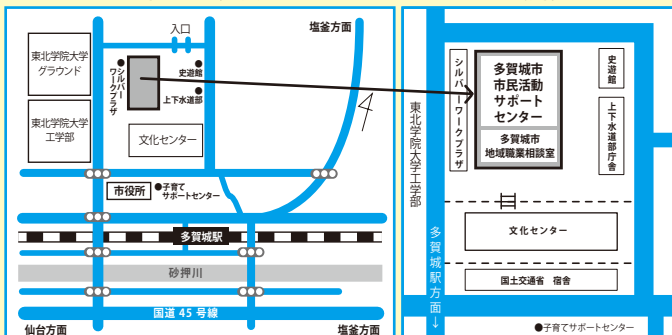 入口
塩釜方面
東北学院大学
グラウンド
●シルバー
ワークプラザ
●
史遊館
●
上下水道部
東北学院大学
工学部
文化センター
市役所
●子育て
サポートセンター
多賀城駅
砂押川
国道 45 号線
仙台方面
塩釜方面
シルバーワークプラザ
多賀城市
市民活動
サポート
センター
多賀城市
地域職業相談室
史遊館
上下水道部庁舎
東北学院大学工学部
文化センター
多賀城駅方面→
国土交通省 宿舎
●子育てサポートセンター